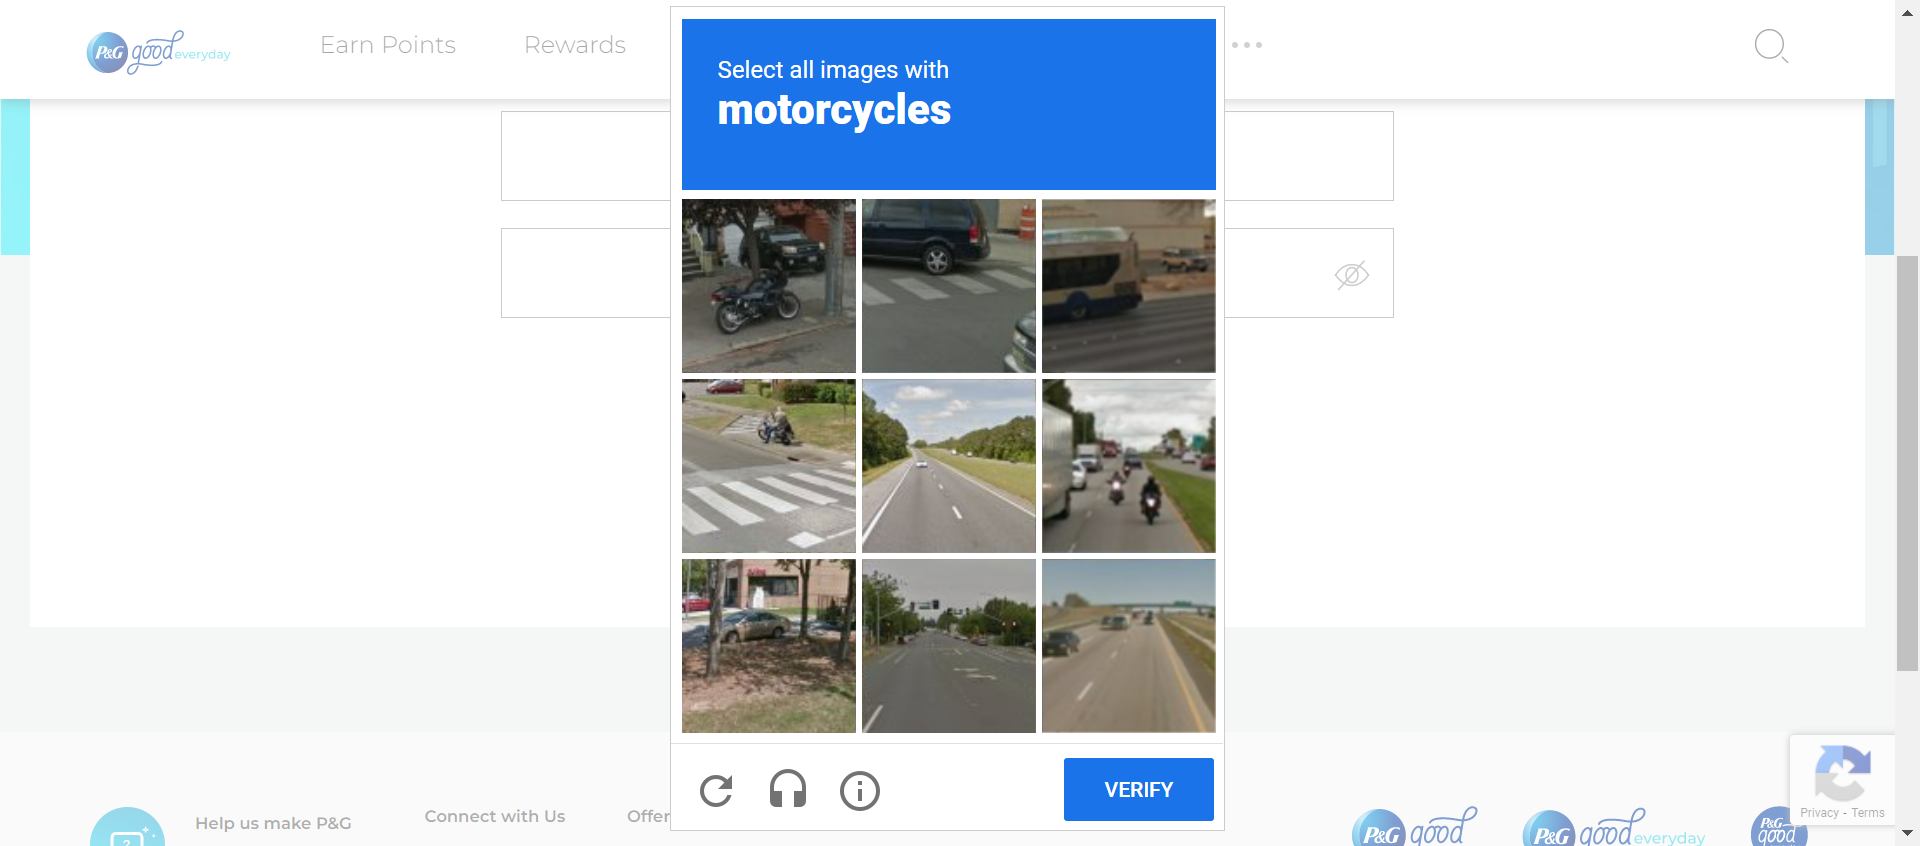 P&G good everyday
Earn Points
Rewards
Select all images with
motorcycles
VERIFY
Help us make P&G
Connect with Us
Offer
P&G good
P&G good everyday
P&G good
Privacy - Terms